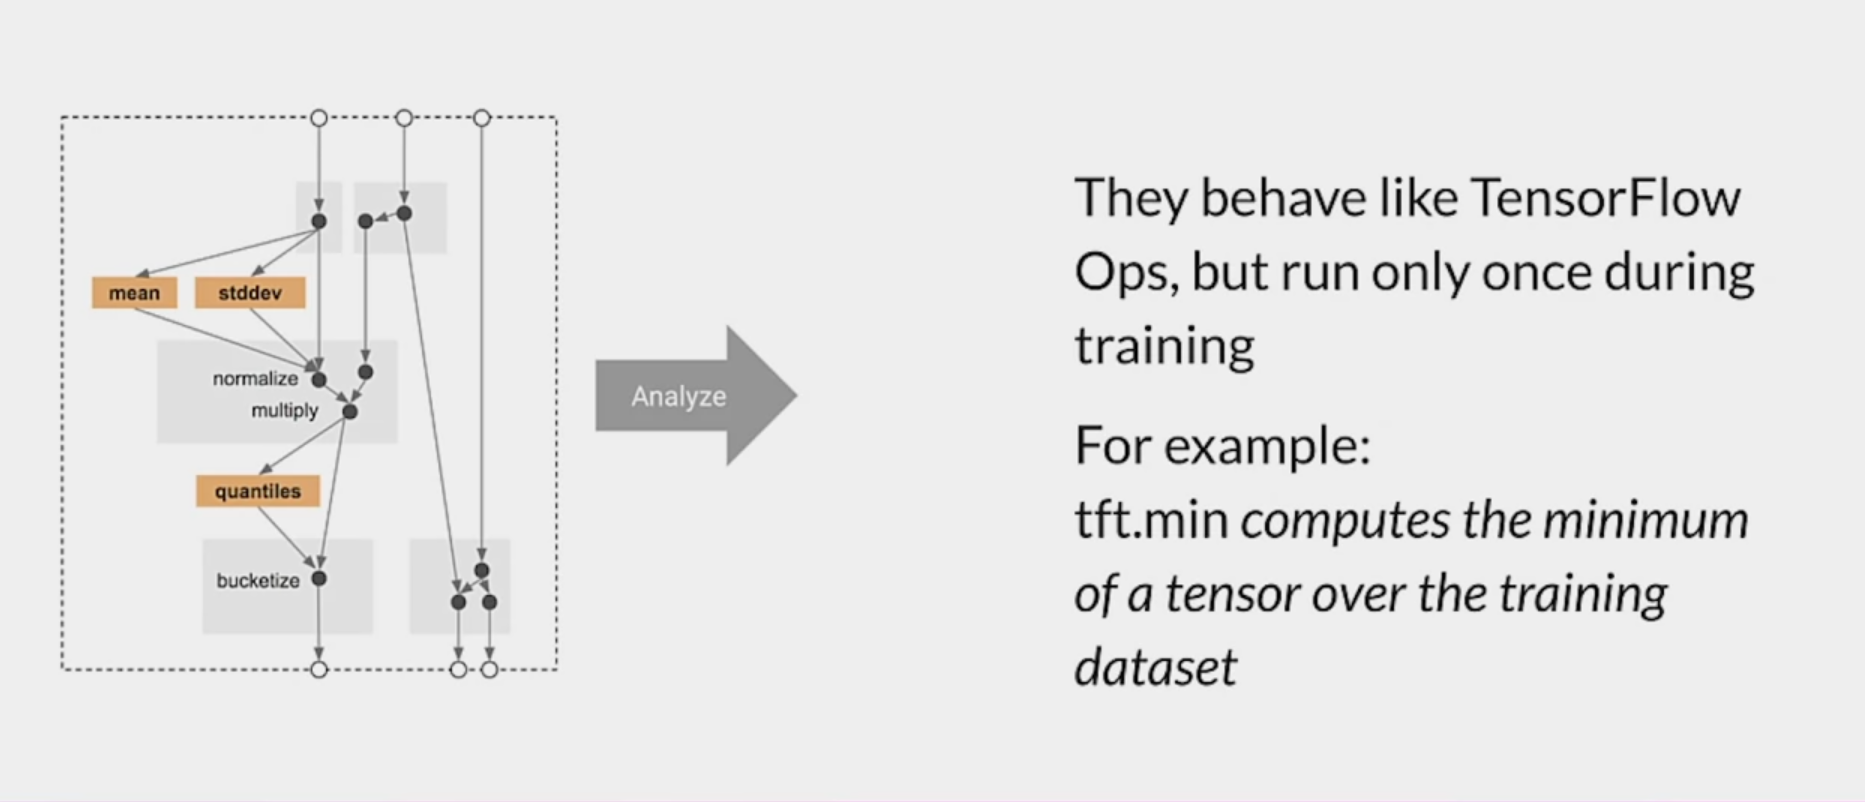 mean
stddev
normalize
multiply
quantiles
bucketize
Analyze
They behave like TensorFlow
Ops, but run only once during
training
For example:
tft.min computes the minimum
of a tensor over the training
dataset